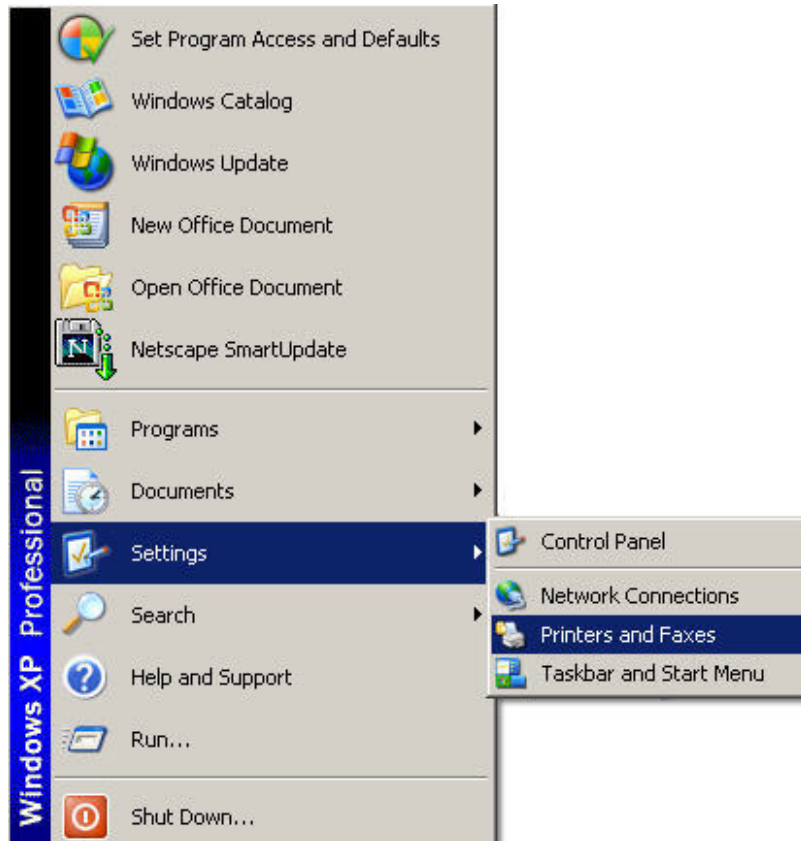 Set Program Access and Defaults
Windows Catalog
Windows Update
New Office Document
Open Office Document
N
Netscape SmartUpdate
Programs
Documents
Settings
Search
Help and Support
Run...
Shut Down...
Control Panel
Network Connections
Printers and Faxes
Taskbar and Start Menu
Windows XP Professional